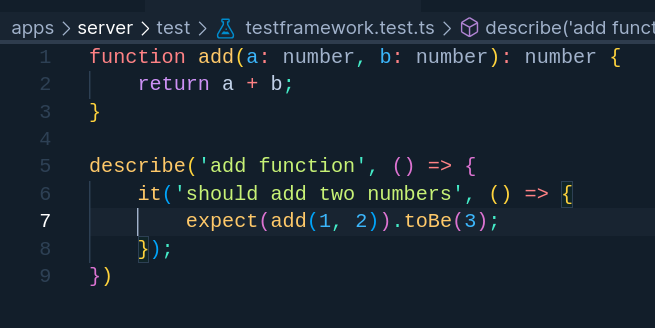 apps > server > test > testframework.test.ts > describe('add funct
1 function add(a: number, b: number): number {
2     return a + b;
3 }
4
5 describe('add function', () => {
6     it('should add two numbers', () => {
7         expect(add(1, 2)).toBe(3);
8     });
9 })